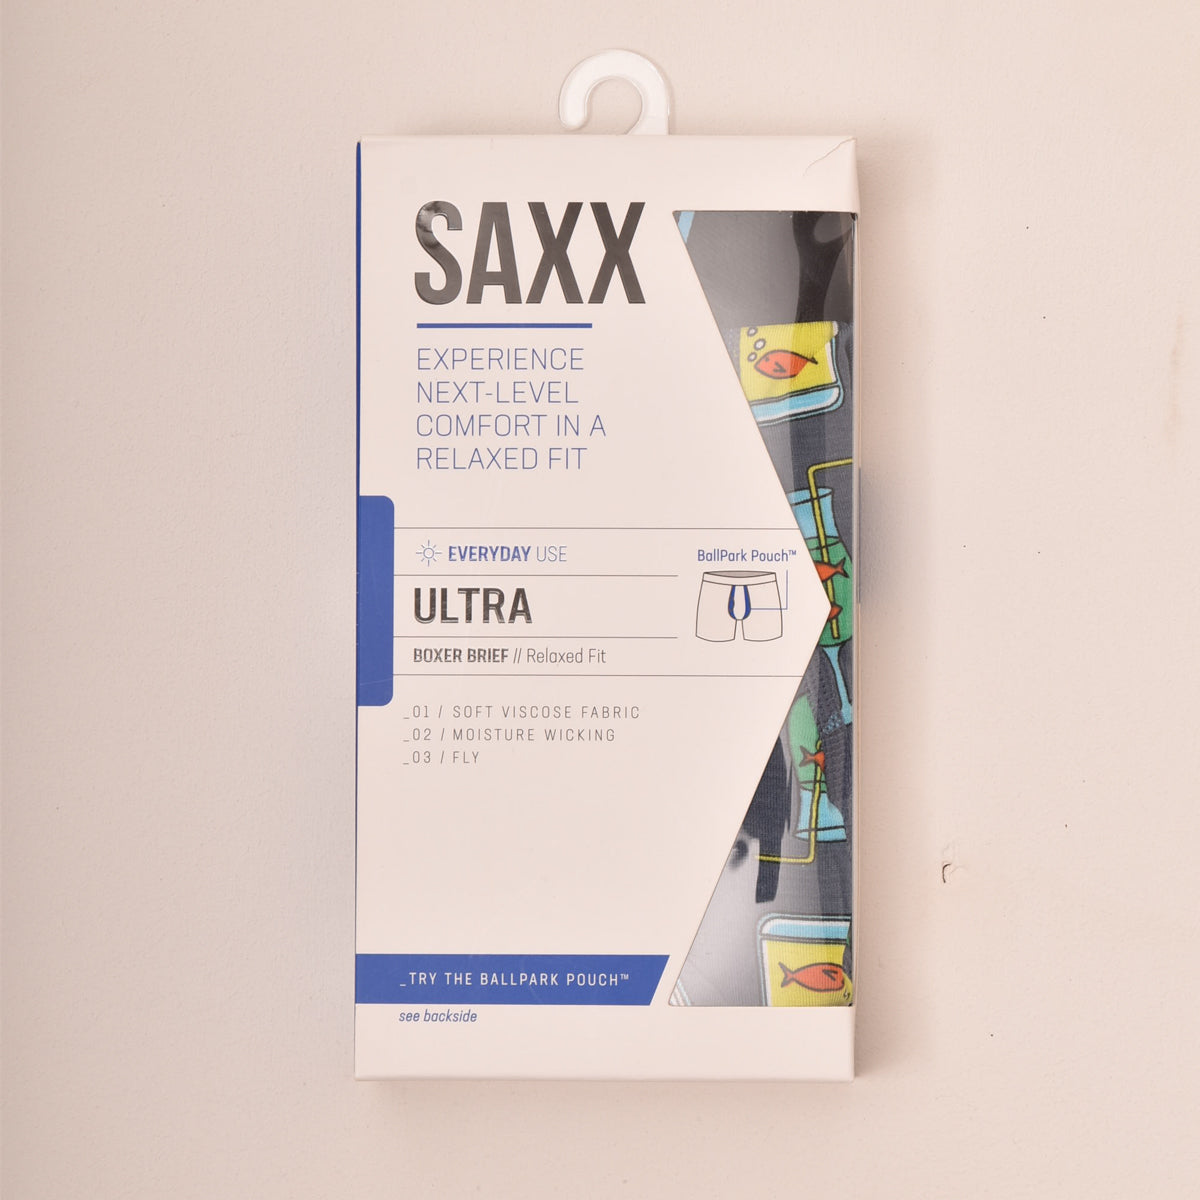 SAXX
EXPERIENCE
NEXT-LEVEL
COMFORT IN A
RELAXED FIT
EVERYDAY USE
BallPark Pouch™
ULTRA
BOXER BRIEF // Relaxed Fit
_01 / SOFT VISCOSE FABRIC
_02 / MOISTURE WICKING
_03 / FLY
_TRY THE BALLPARK POUCH™
see backside